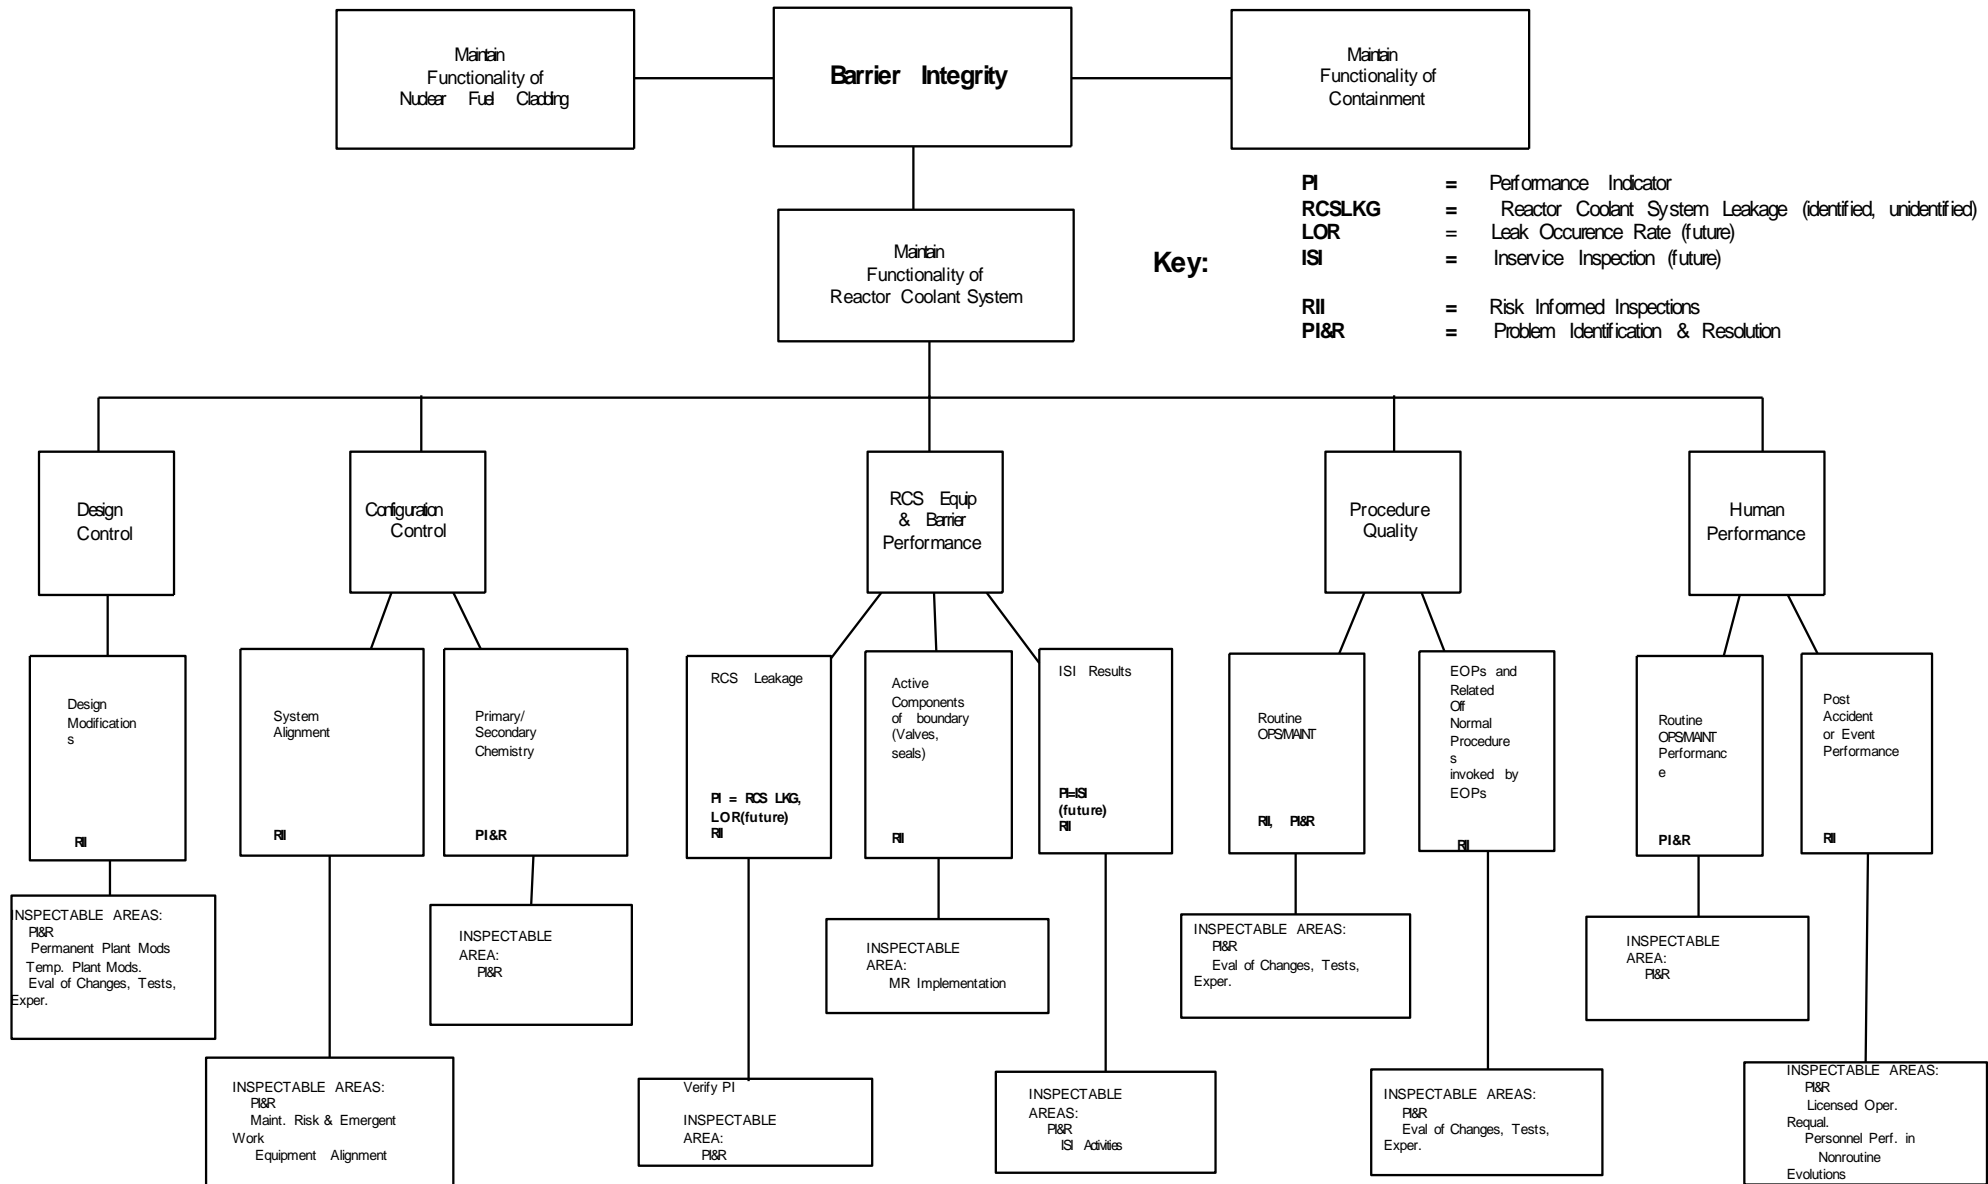 Maintain
Functionality of
Nuclear Fuel Cladding
Barrier Integrity
Maintain
Functionality of
Containment
Maintain
Functionality of
Reactor Coolant System
Key:
PI = Performance Indicator
RCSLKG = Reactor Coolant System Leakage (identified, unidentified)
LOR = Leak Occurence Rate (future)
ISI = Inservice Inspection (future)
RII = Risk Informed Inspections
PI&R = Problem Identification & Resolution
Design
Control
Configuration
Control
RCS Equip
& Barrier
Performance
Procedure
Quality
Human
Performance
Design
Modification
s
RII
System
Alignment
RII
Primary/
Secondary
Chemistry
PI&R
RCS Leakage
PI = RCS LKG,
LOR(future)
RII
Active
Components
of boundary
(Valves,
seals)
RII
ISI Results
PI=ISI
(future)
RII
Routine
OPS/MAINT
RII, PI&R
EOPs and
Related
Off
Normal
Procedure
s
invoked by
EOPs
RII
Routine
OPS/MAINT
Performanc
e
PI&R
Post
Accident
or Event
Performance
RII
INSPECTABLE AREAS:
PI&R
Permanent Plant Mods
Temp. Plant Mods.
Eval of Changes, Tests,
Exper.
INSPECTABLE AREAS:
PI&R
Maint. Risk & Emergent
Work
Equipment Alignment
INSPECTABLE
AREA:
PI&R
Verify PI
INSPECTABLE
AREA:
PI&R
INSPECTABLE
AREA:
MR Implementation
INSPECTABLE
AREAS:
PI&R
ISI Activities
INSPECTABLE AREAS:
PI&R
Eval of Changes, Tests,
Exper.
INSPECTABLE AREAS:
PI&R
Eval of Changes, Tests,
Exper.
INSPECTABLE
AREA:
PI&R
INSPECTABLE AREAS:
PI&R
Licensed Oper.
Requal.
Personnel Perf. in
Nonroutine
Evolutions